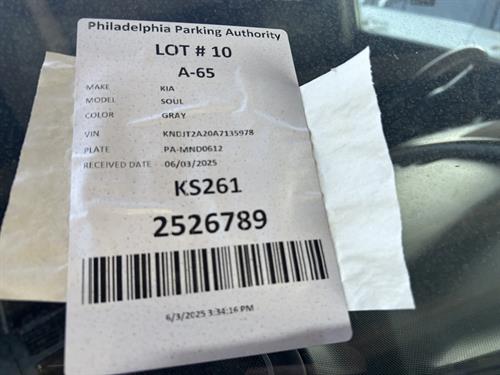 Philadelphia Parking Authority
LOT # 10
A-65
MAKE KIA
MODEL SOUL
COLOR GRAY
VIN KNDJT2A20A7135978
PLATE PA-MND0612
RECEIVED DATE 06/03/2025
KS261
2526789
6/3/2025 3:34:16 PM